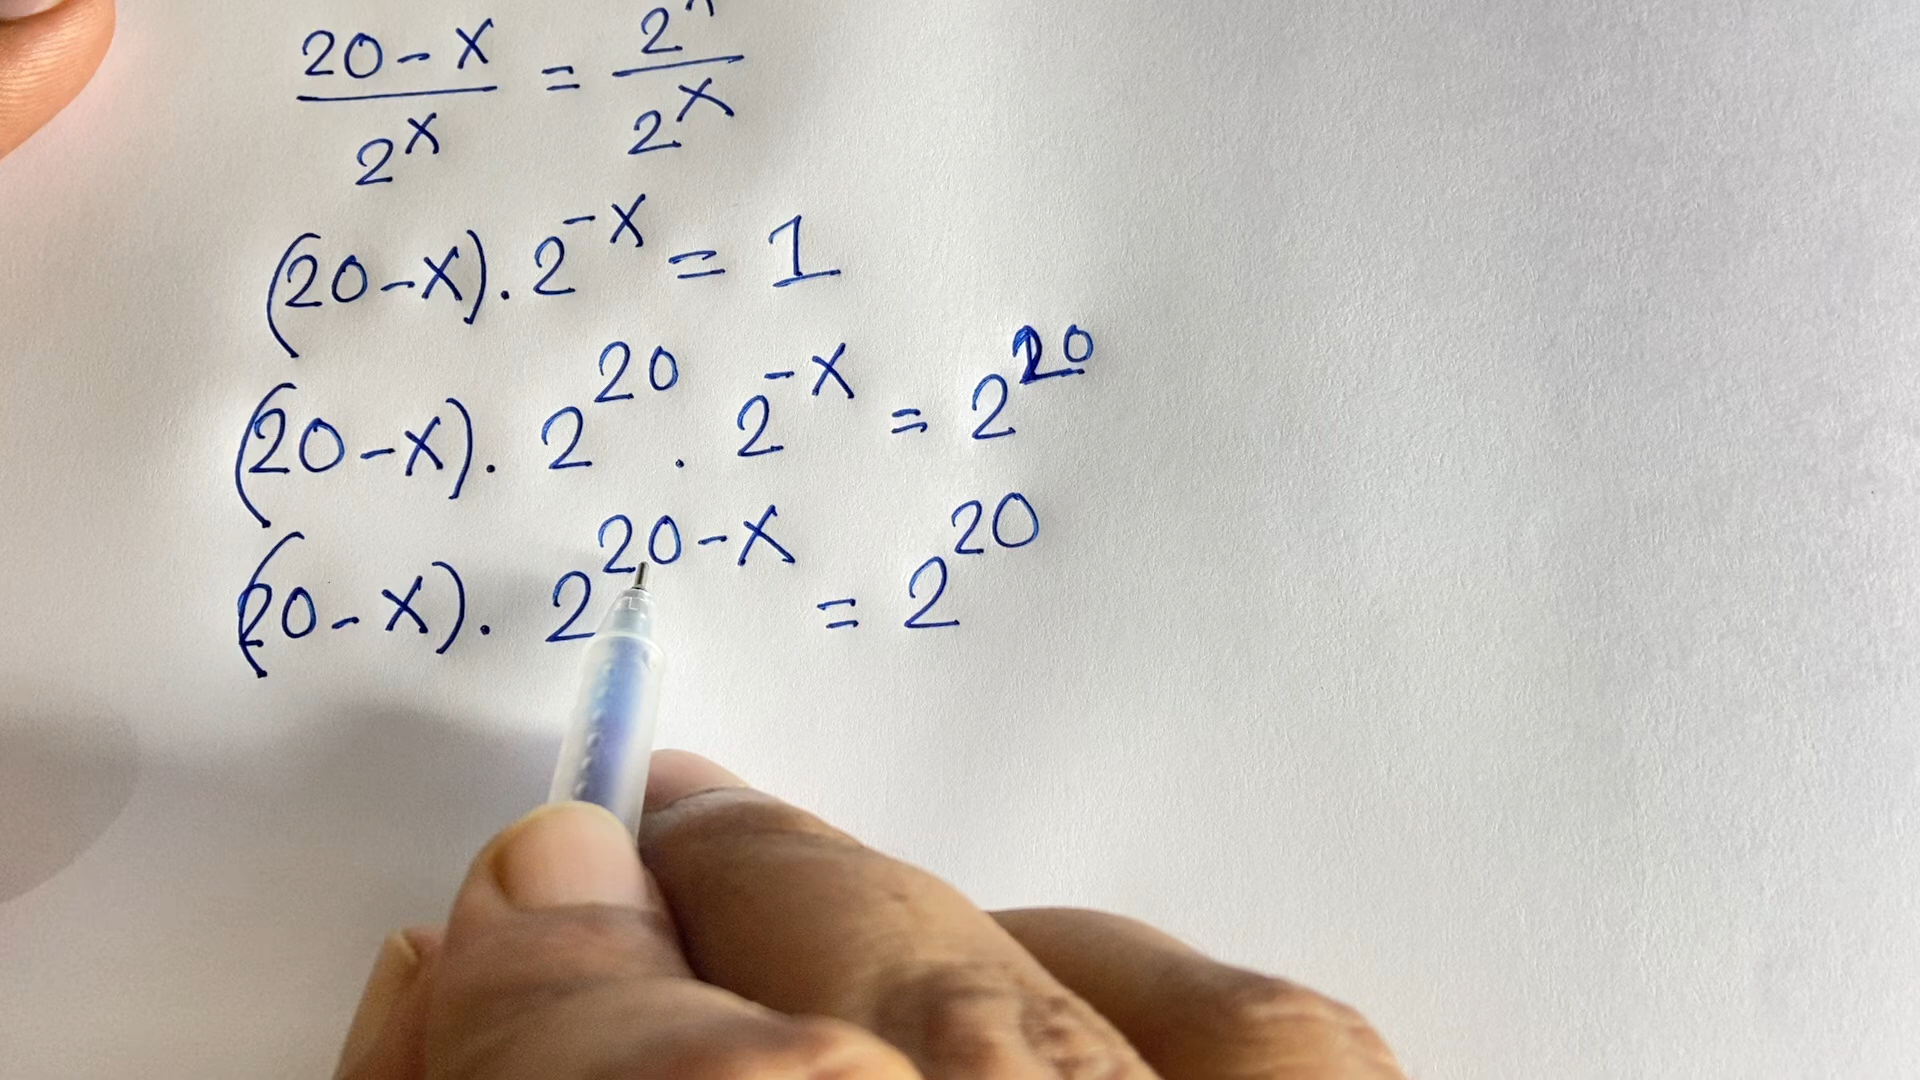 20-x / 2^x = 2^x / 2^x
(20-x). 2^-x = 1
(20-x). 2^20 . 2^-x = 2^20
(20-x). 2^20-x = 2^20